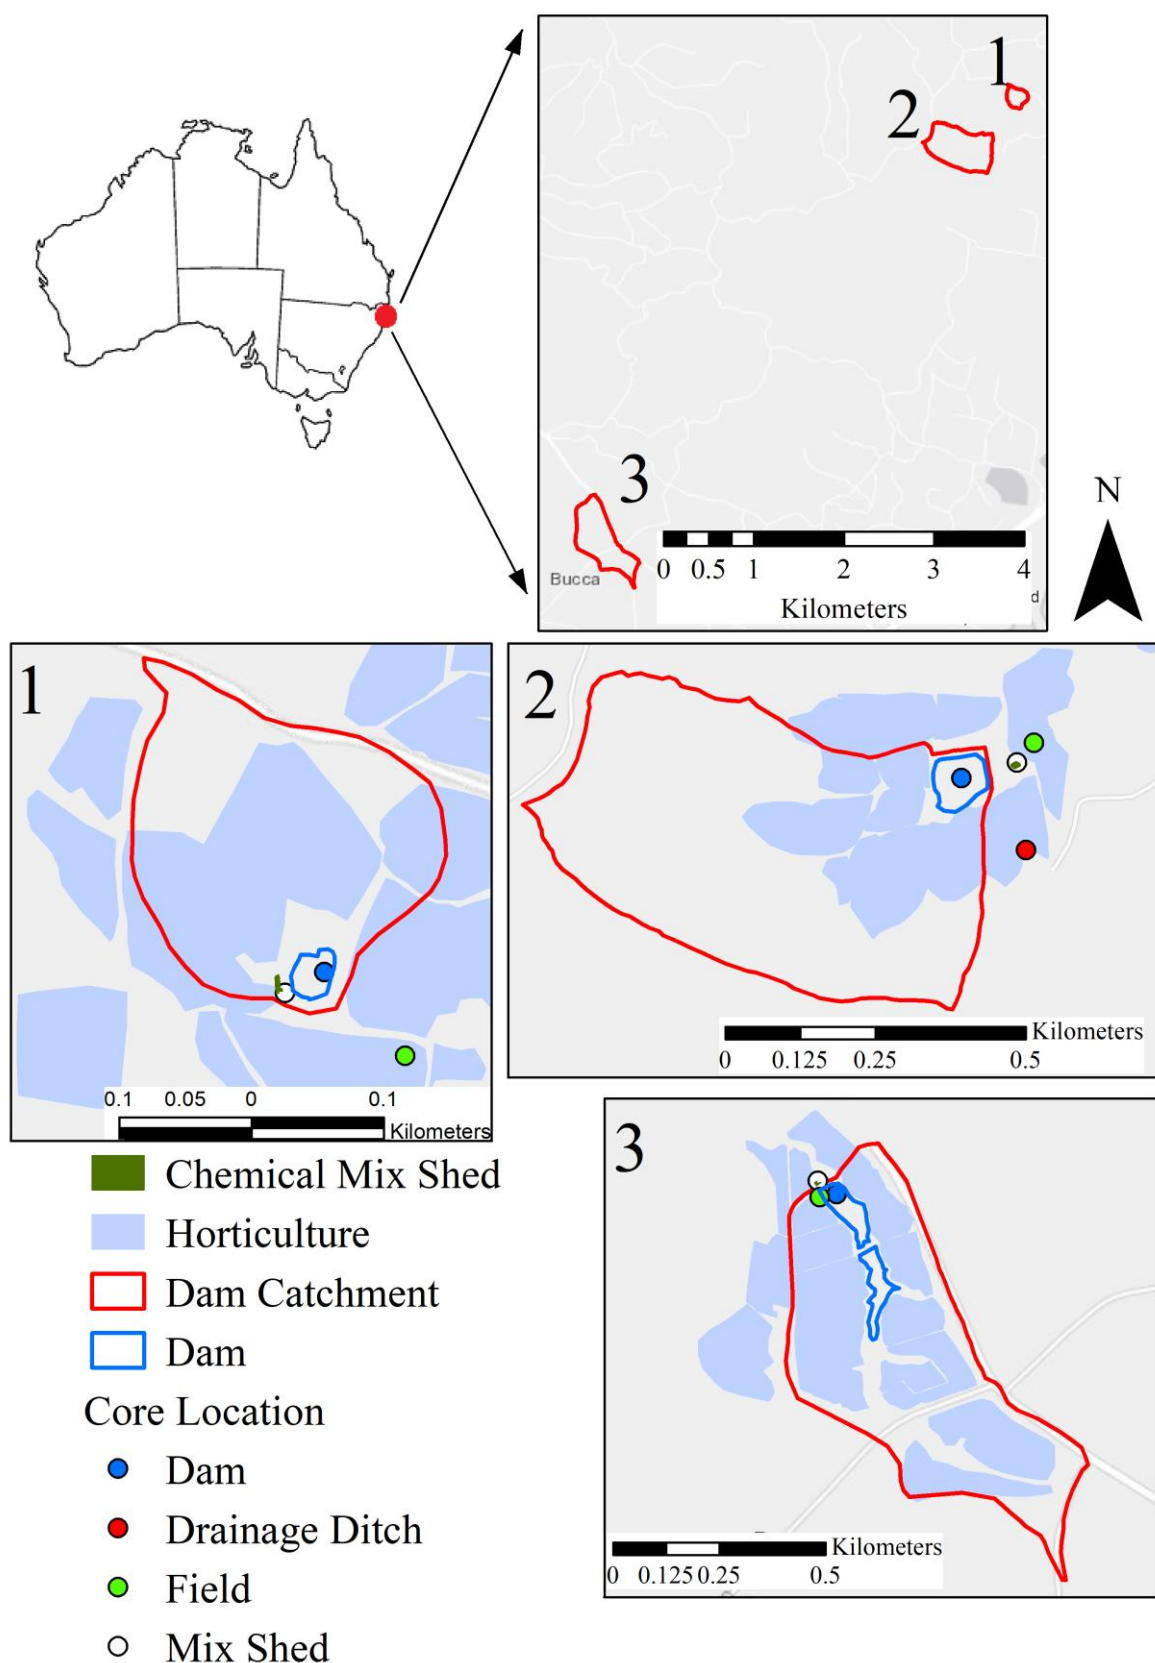 1
2
3
Bucca
0 0.5 1 2 3 4
Kilometers
d
N
1
0.1 0.05 0 0.1
Kilometers
2
Kilometers
0 0.125 0.25 0.5
3
Kilometers
0 0.125 0.25 0.5
Chemical Mix Shed
Horticulture
Dam Catchment
Dam
Core Location
Dam
Drainage Ditch
Field
Mix Shed